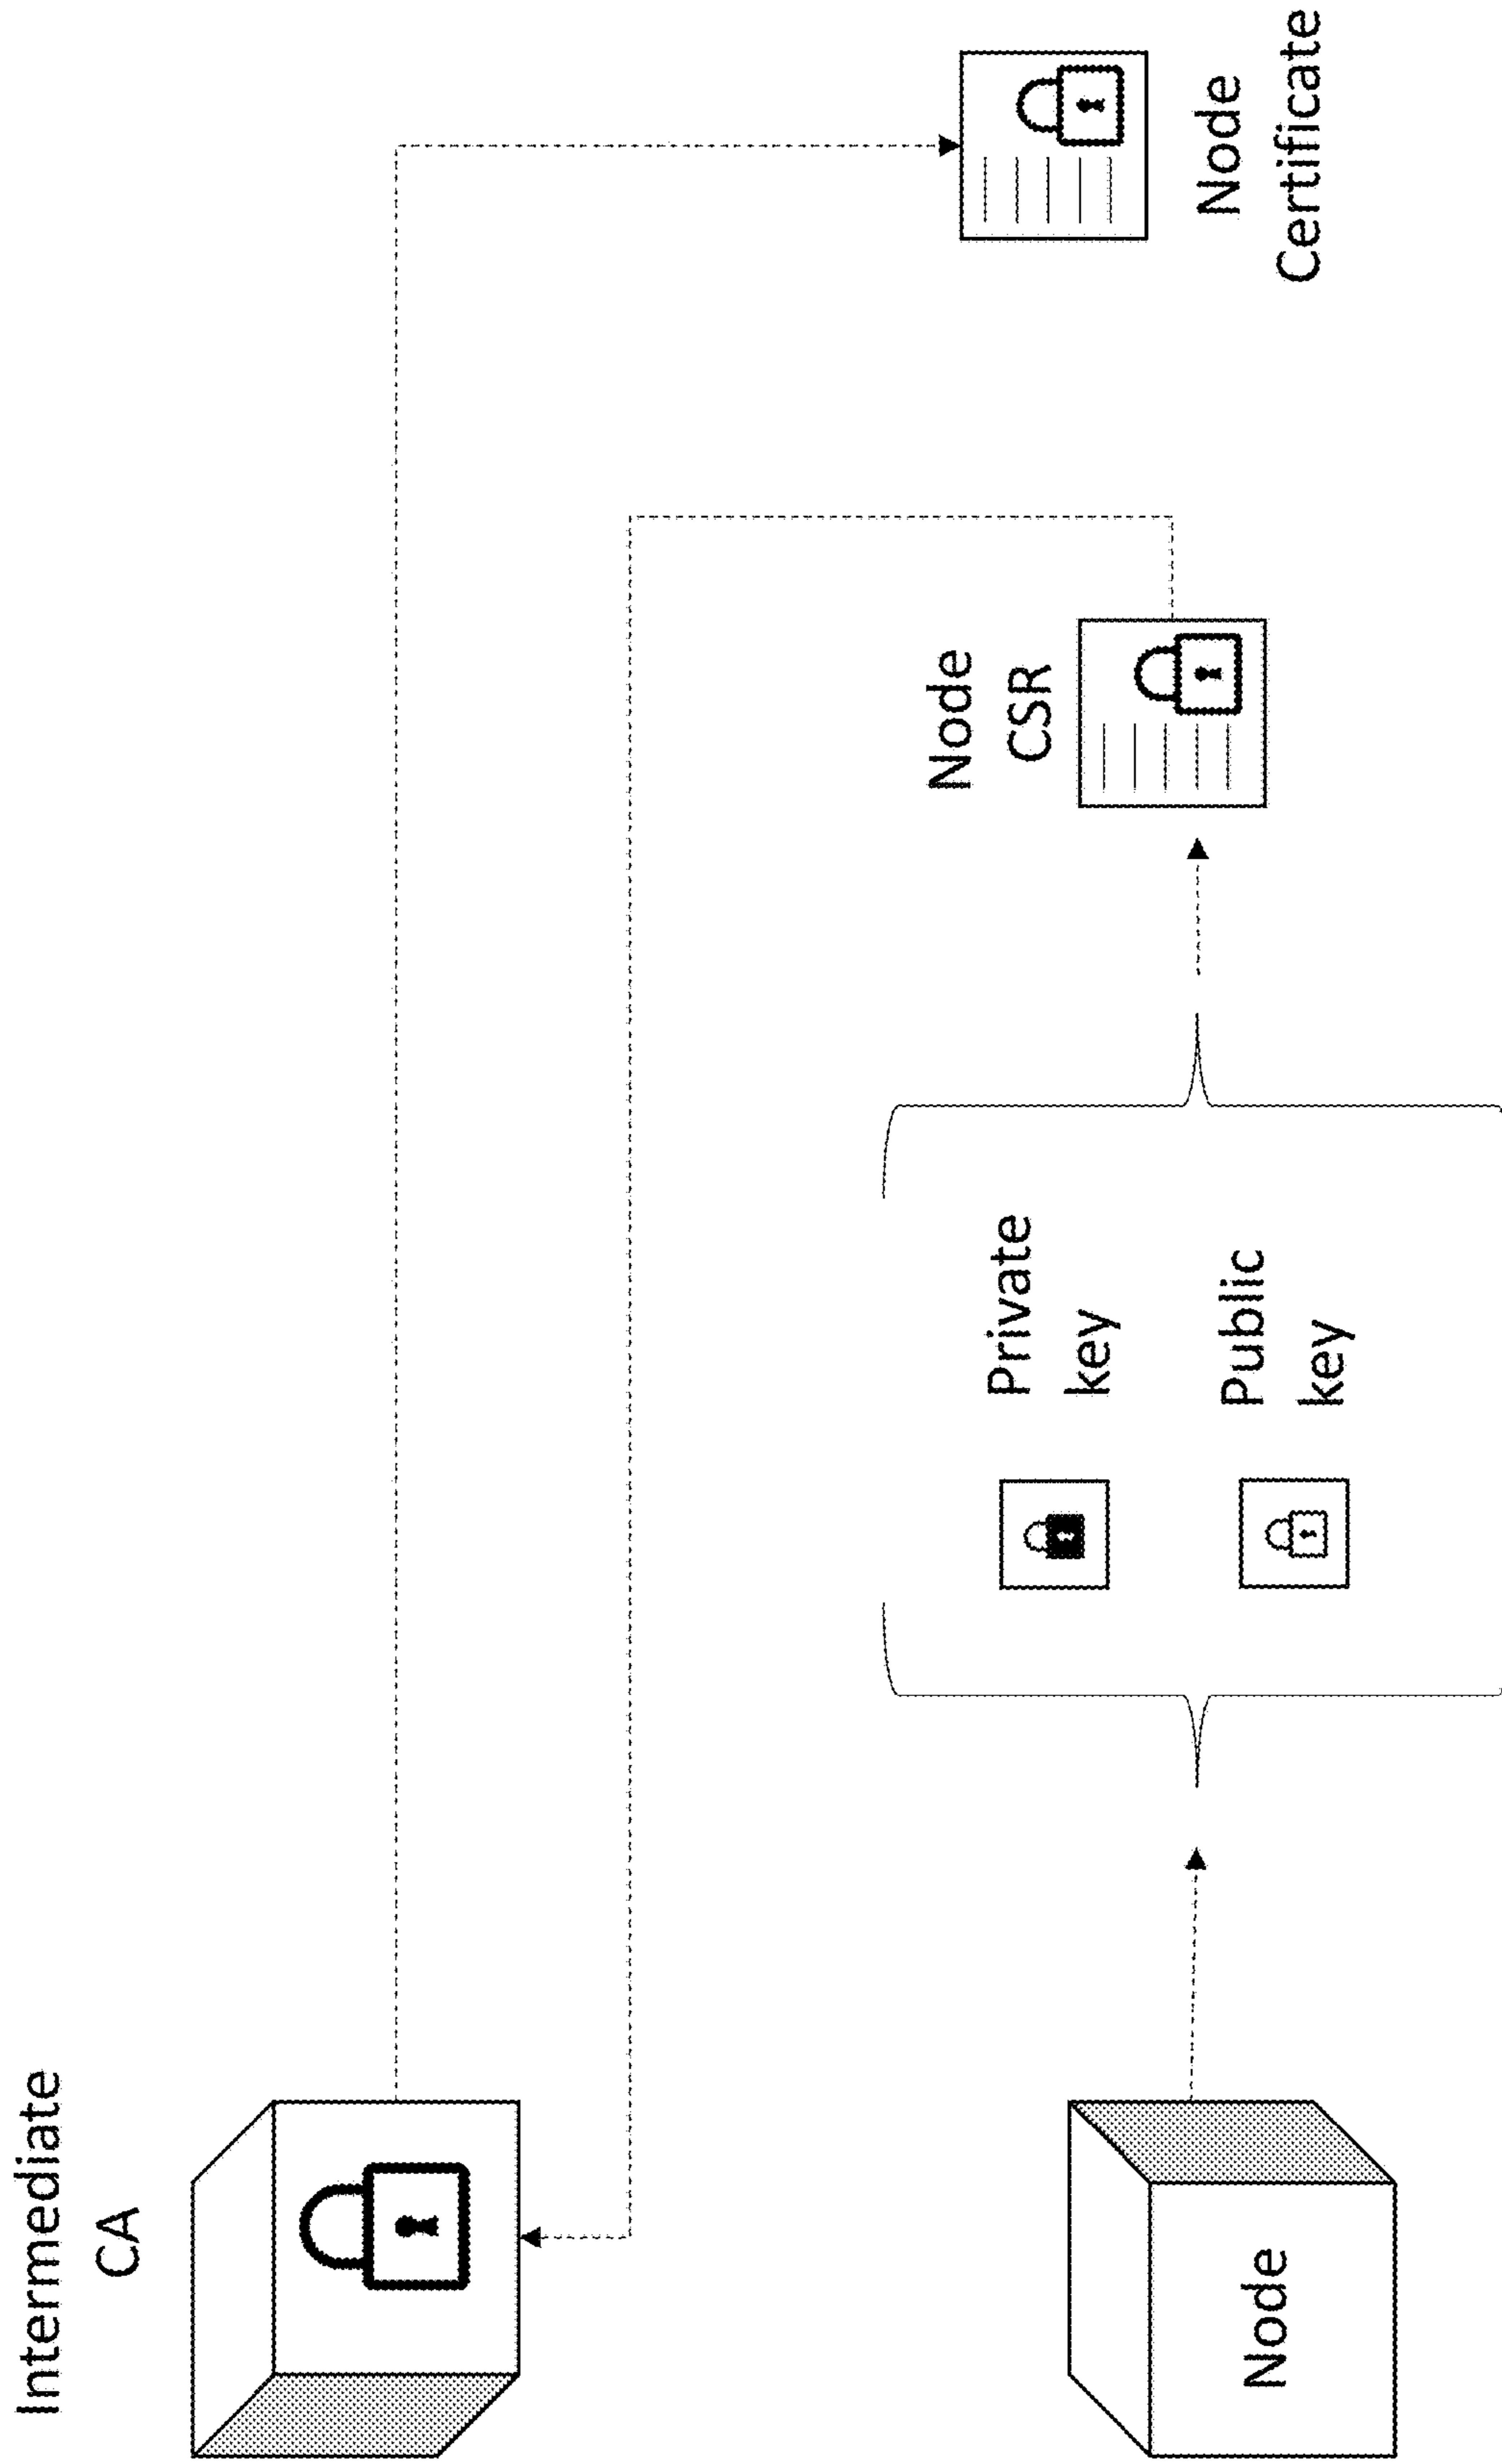 Intermediate
CA
Node
Private
key
Public
key
Node
CSR
Node
Certificate